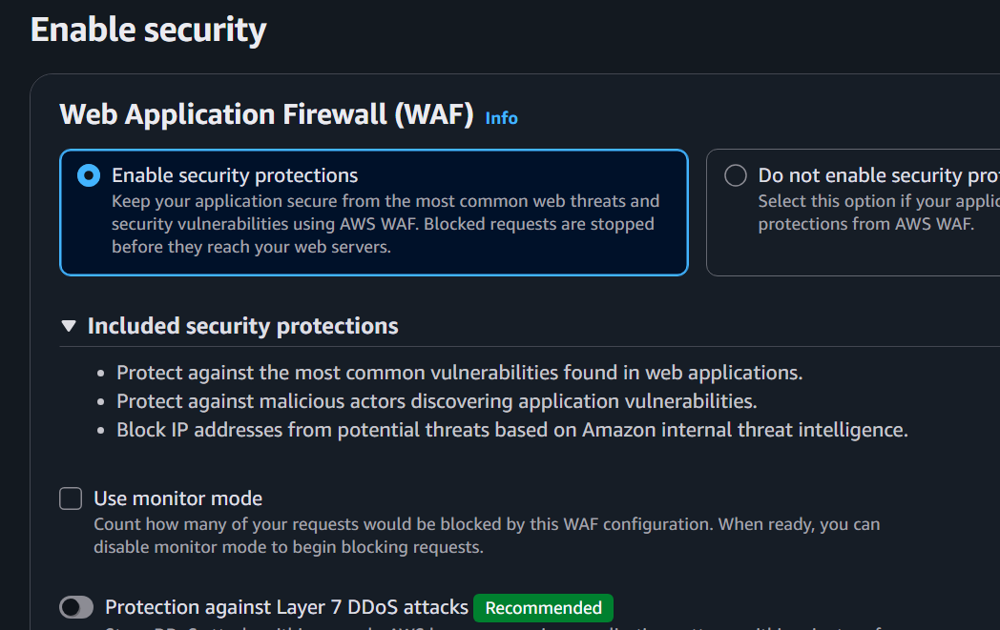 Enable security
Web Application Firewall (WAF) Info
Enable security protections
Keep your application secure from the most common web threats and
security vulnerabilities using AWS WAF. Blocked requests are stopped
before they reach your web servers.
Do not enable security pro
Select this option if your applic
protections from AWS WAF.
Included security protections
Protect against the most common vulnerabilities found in web applications.
Protect against malicious actors discovering application vulnerabilities.
Block IP addresses from potential threats based on Amazon internal threat intelligence.
Use monitor mode
Count how many of your requests would be blocked by this WAF configuration. When ready, you can
disable monitor mode to begin blocking requests.
Protection against Layer 7 DDoS attacks Recommended